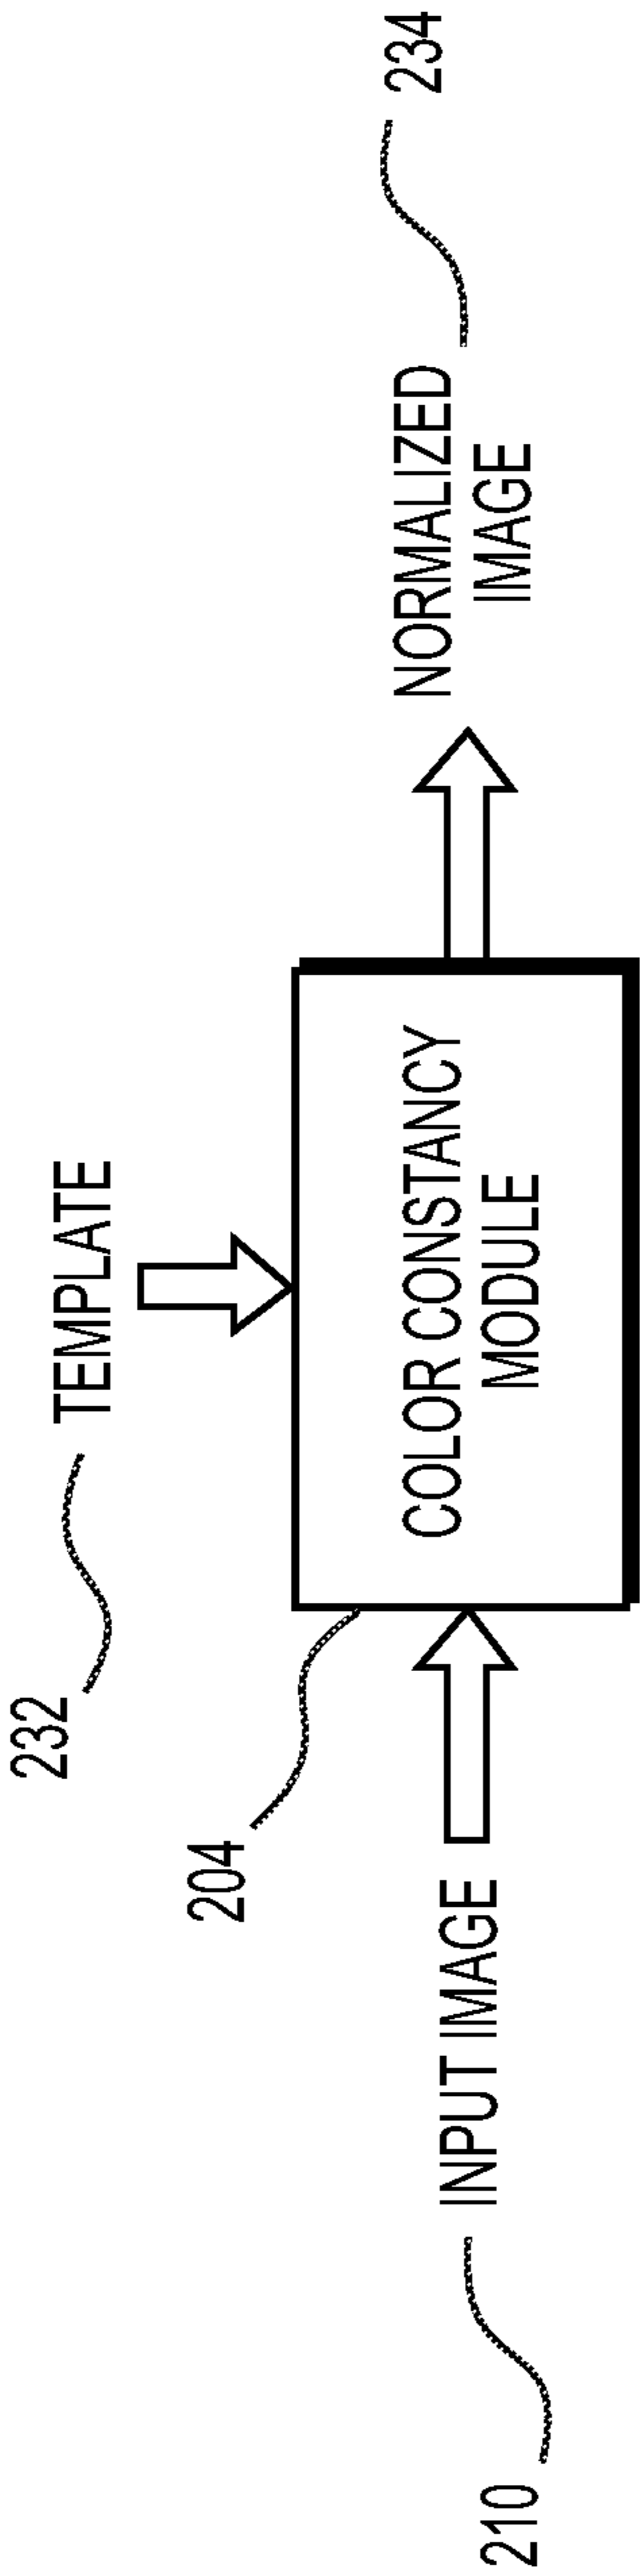 232
TEMPLATE
204
COLOR CONSTANCY
MODULE
210
INPUT IMAGE
NORMALIZED
IMAGE
234